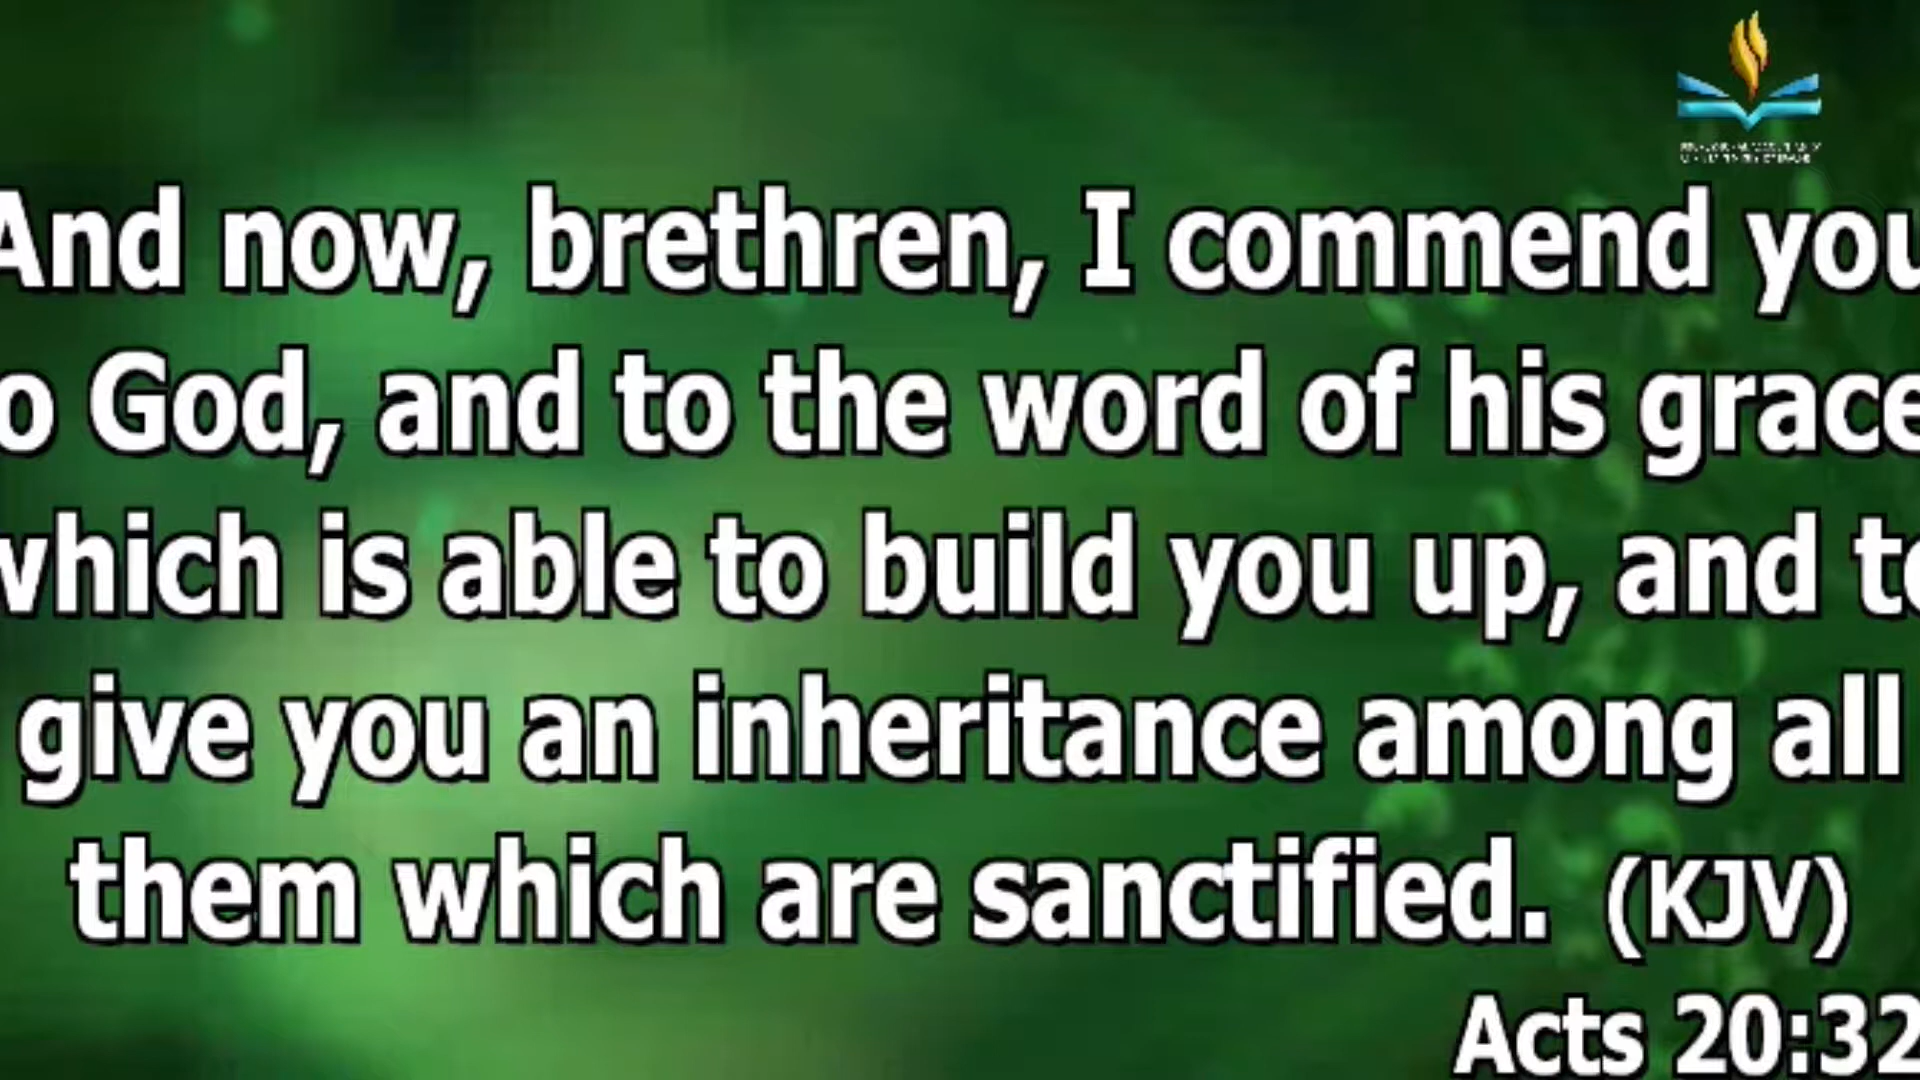 And now, brethren, I commend you
o God, and to the word of his grace
which is able to build you up, and to
give you an inheritance among all
them which are sanctified. (KJV)
Acts 20:32